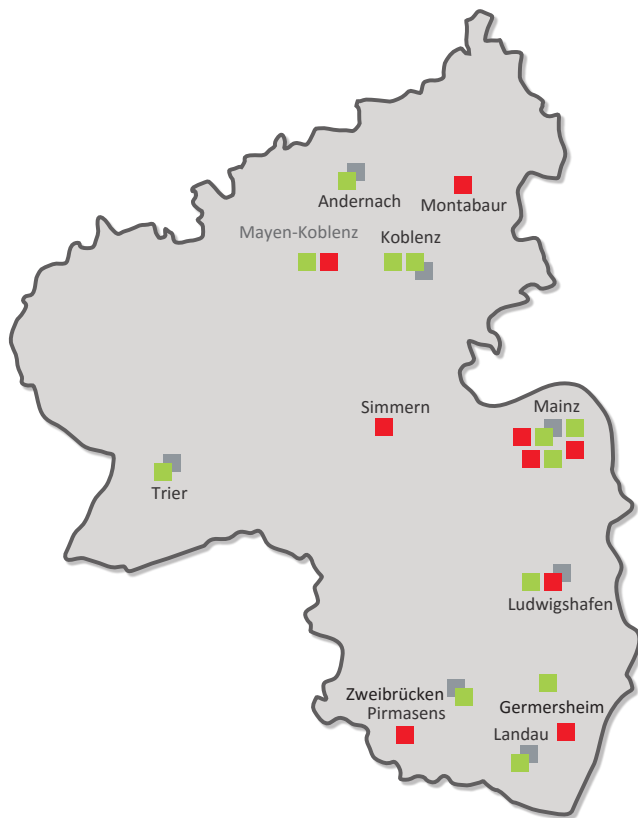 Andernach
Montabaur
Mayen-Koblenz
Koblenz
Simmern
Mainz
Trier
Ludwigshafen
Zweibrücken
Pirmasens
Germersheim
Landau